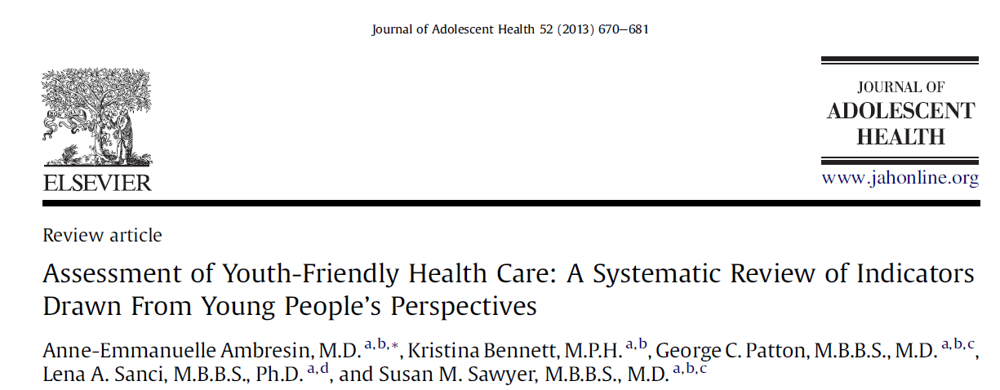 Journal of Adolescent Health 52 (2013) 670–681
NON SOLUS
ELSEVIER
JOURNAL OF
ADOLESCENT
HEALTH
www.jahonline.org
Review article
Assessment of Youth-Friendly Health Care: A Systematic Review of Indicators
Drawn From Young People’s Perspectives
Anne-Emmanuelle Ambresin, M.D. a,b,*, Kristina Bennett, M.P.H. a,b, George C. Patton, M.B.B.S., M.D. a,b,c,
Lena A. Sanci, M.B.B.S., Ph.D. a,d, and Susan M. Sawyer, M.B.B.S., M.D. a,b,c